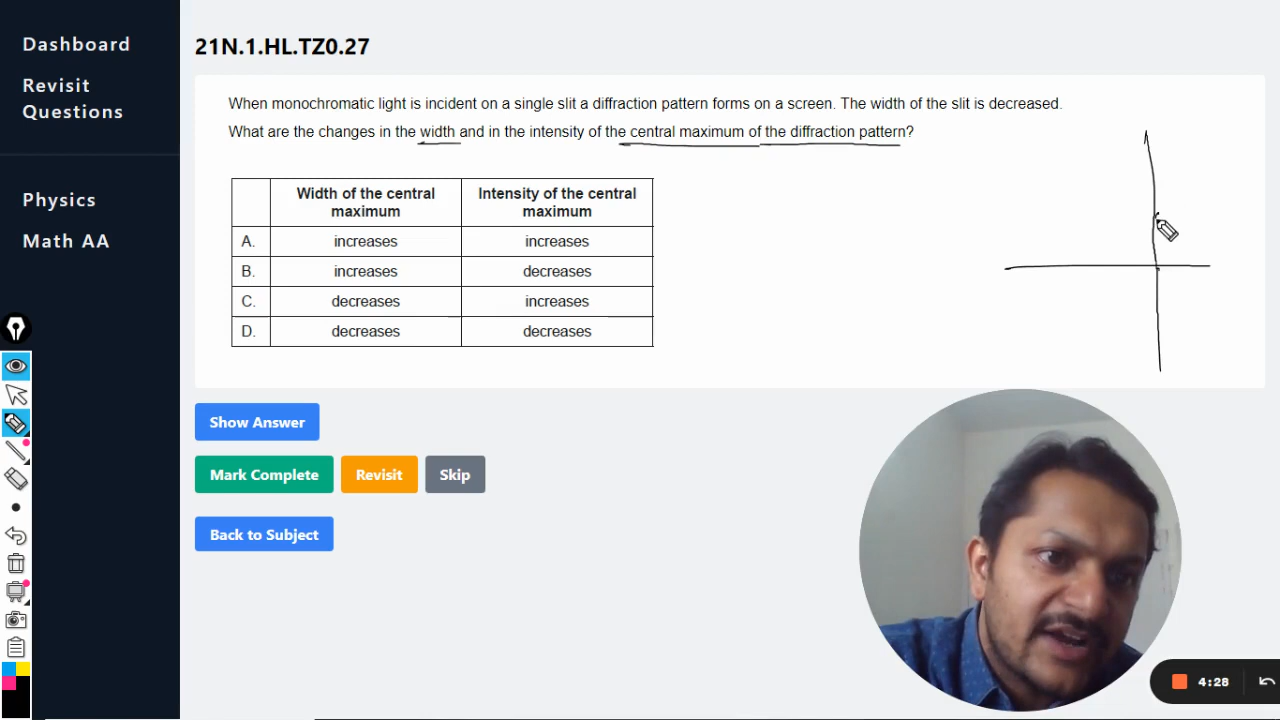 Dashboard
Revisit
Questions
Physics
Math AA
21N.1.HL.TZ0.27
When monochromatic light is incident on a single slit a diffraction pattern forms on a screen. The width of the slit is decreased.
What are the changes in the width and in the intensity of the central maximum of the diffraction pattern?
Width of the central maximum Intensity of the central maximum
A. increases increases
B. increases decreases
C. decreases increases
D. decreases decreases
Show Answer
Mark Complete Revisit Skip
Back to Subject
4:28